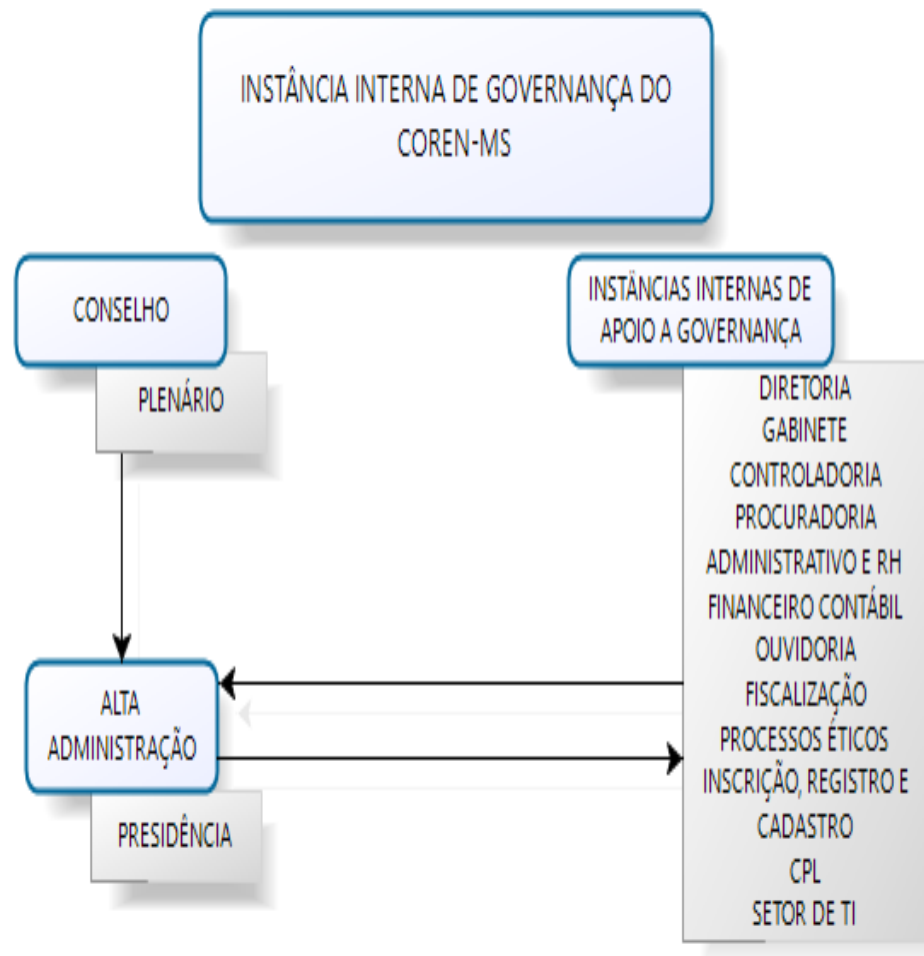 INSTÂNCIA INTERNA DE GOVERNANÇA DO
COREN-MS
CONSELHO
PLENÁRIO
INSTÂNCIAS INTERNAS DE
APOIO A GOVERNANÇA
DIRETORIA
GABINETE
CONTROLADORIA
PROCURADORIA
ADMINISTRATIVO E RH
FINANCEIRO CONTÁBIL
OUVIDORIA
FISCALIZAÇÃO
PROCESSOS ÉTICOS
INSCRIÇÃO, REGISTRO E
CADASTRO
CPL
SETOR DE TI
ALTA
ADMINISTRAÇÃO
PRESIDÊNCIA